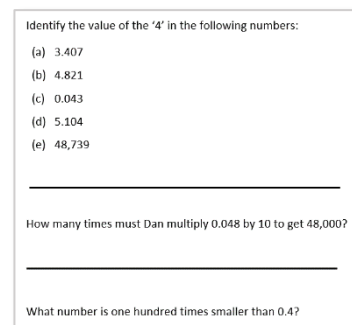 Identify the value of the ‘4’ in the following numbers:
(a) 3.407
(b) 4.821
(c) 0.043
(d) 5.104
(e) 48,739
How many times must Dan multiply 0.048 by 10 to get 48,000?
What number is one hundred times smaller than 0.4?